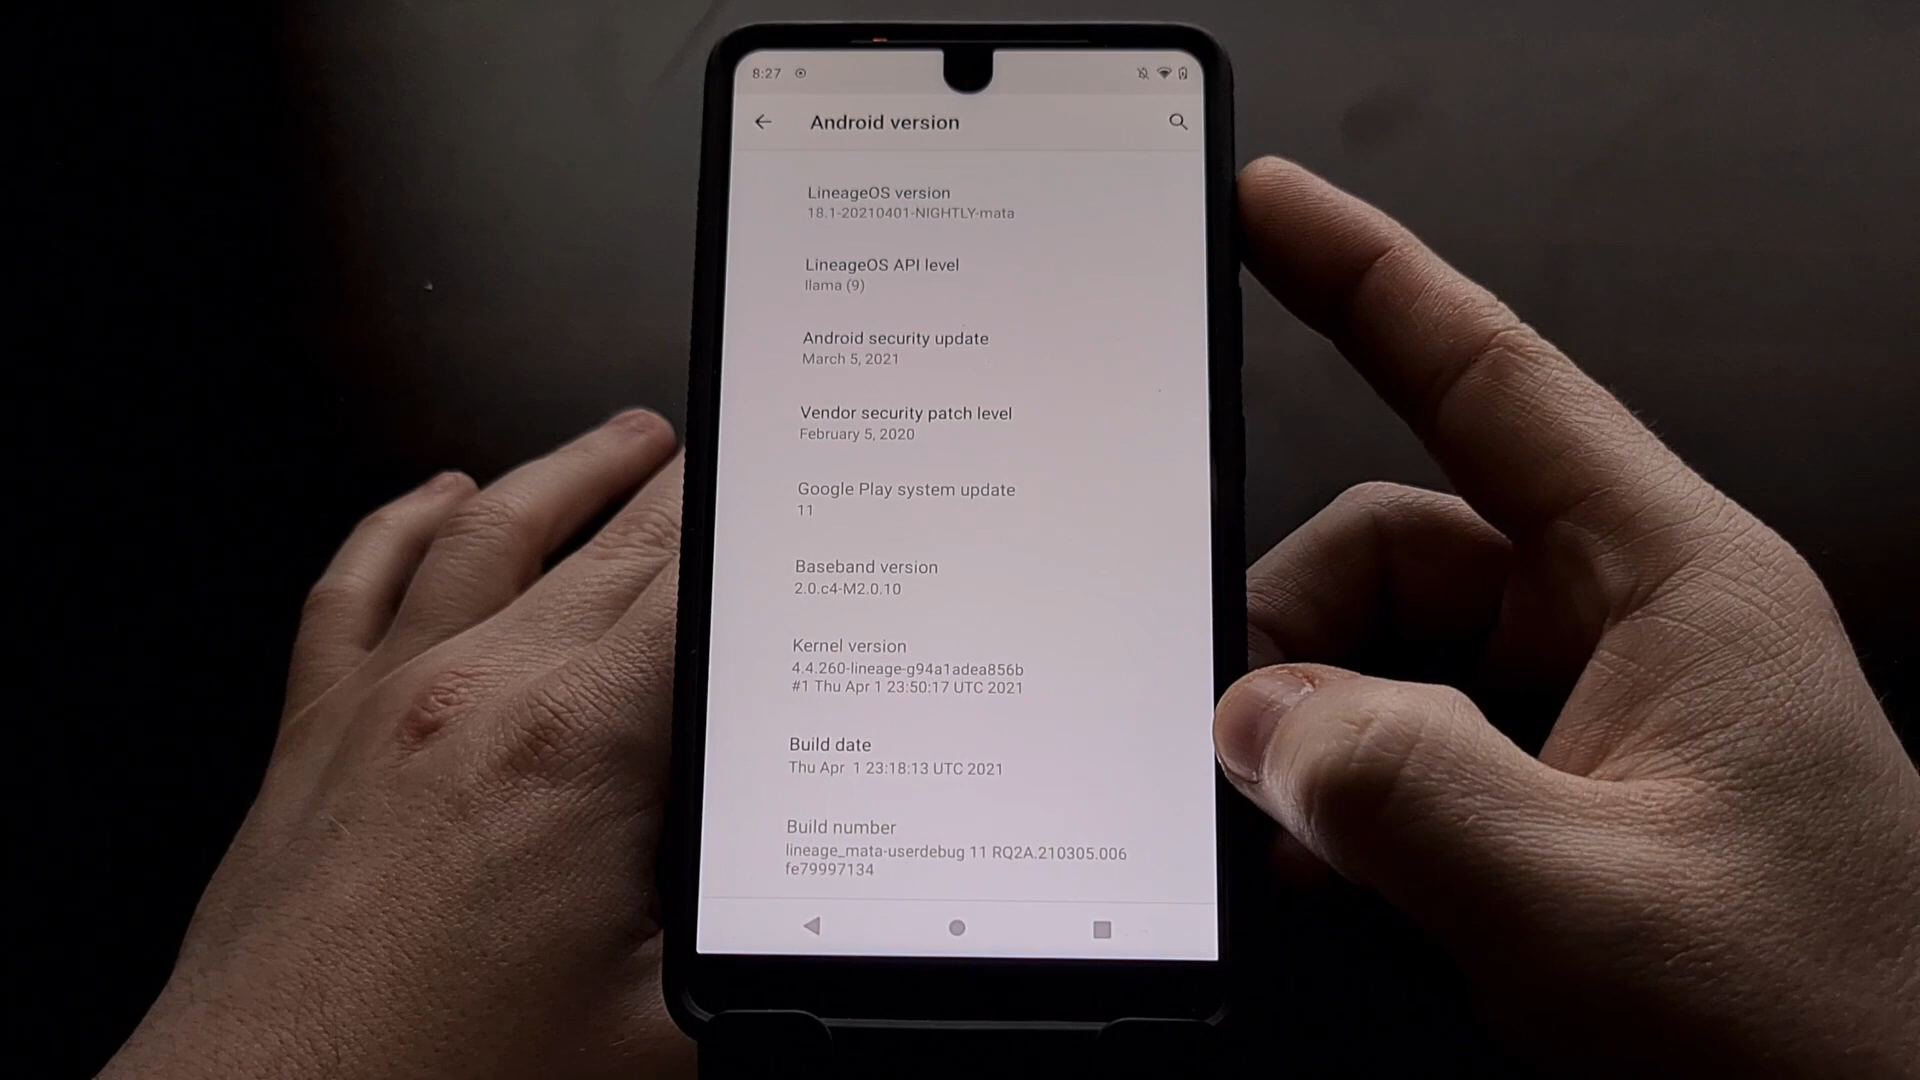 8:27
Android version
LineageOS version
18.1-20210401-NIGHTLY-mata
LineageOS API level
llama (9)
Android security update
March 5, 2021
Vendor security patch level
February 5, 2020
Google Play system update
11
Baseband version
2.0.c4-M2.0.10
Kernel version
4.4.260-lineage-g94a1adea856b
#1 Thu Apr 1 23:50:17 UTC 2021
Build date
Thu Apr  1 23:18:13 UTC 2021
Build number
lineage_mata-userdebug 11 RQ2A.210305.006
fe79997134